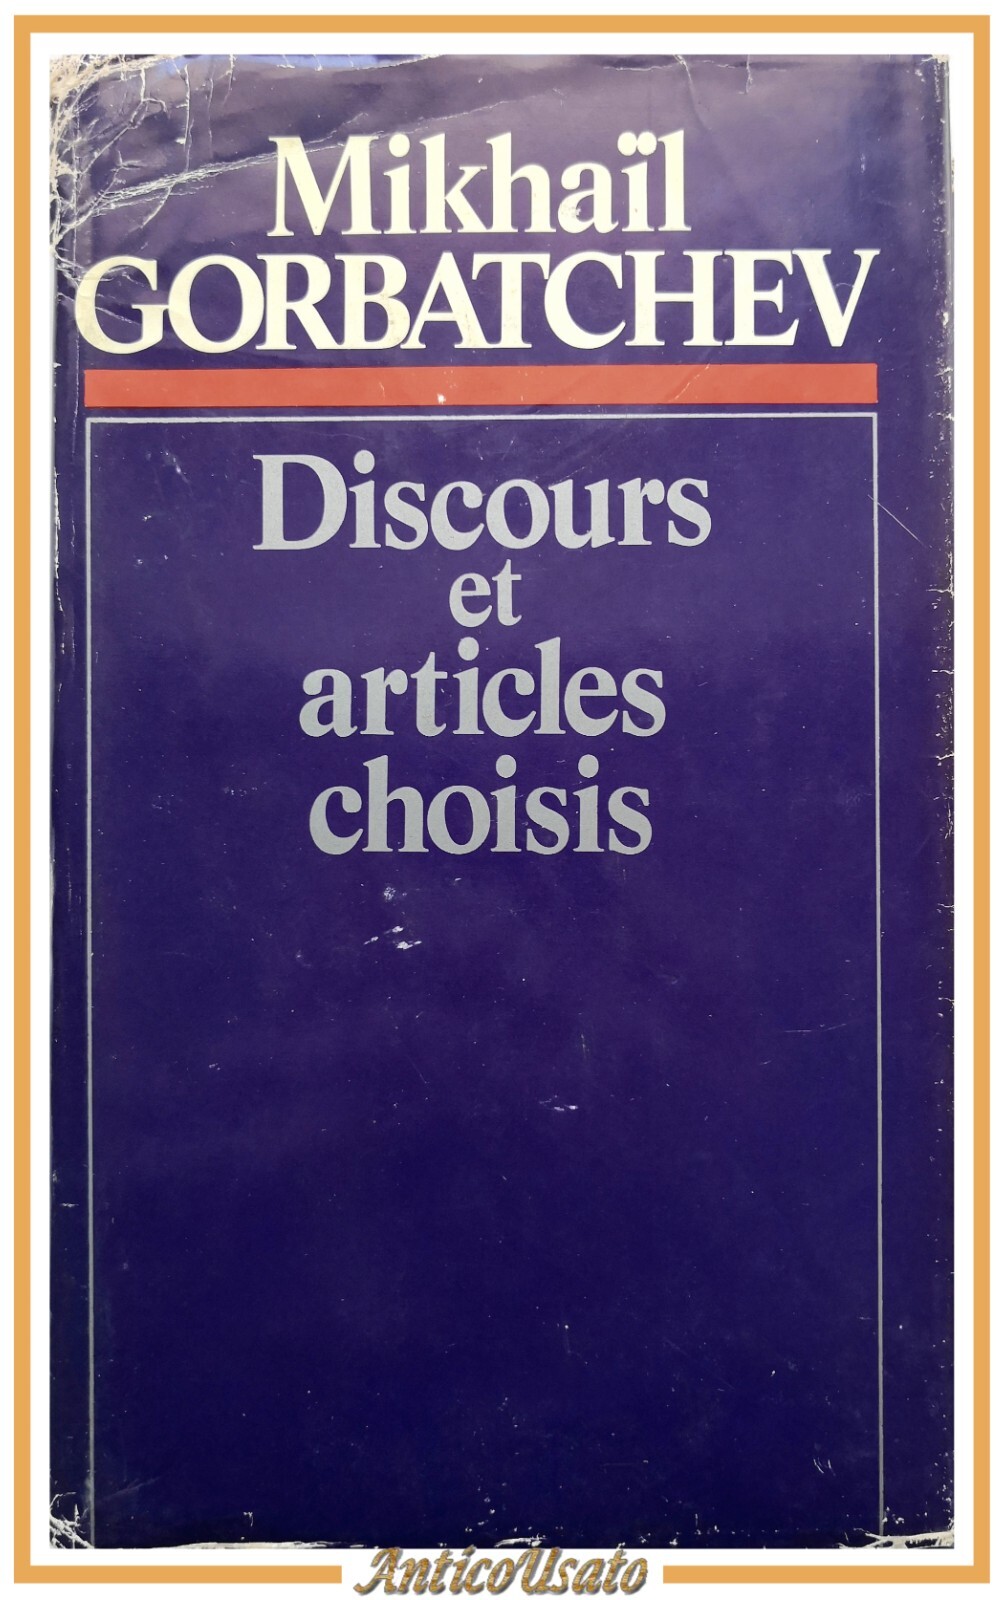 Mikhaïl
GORBATCHEV
Discours
et
articles
choisis
AnticoUsato